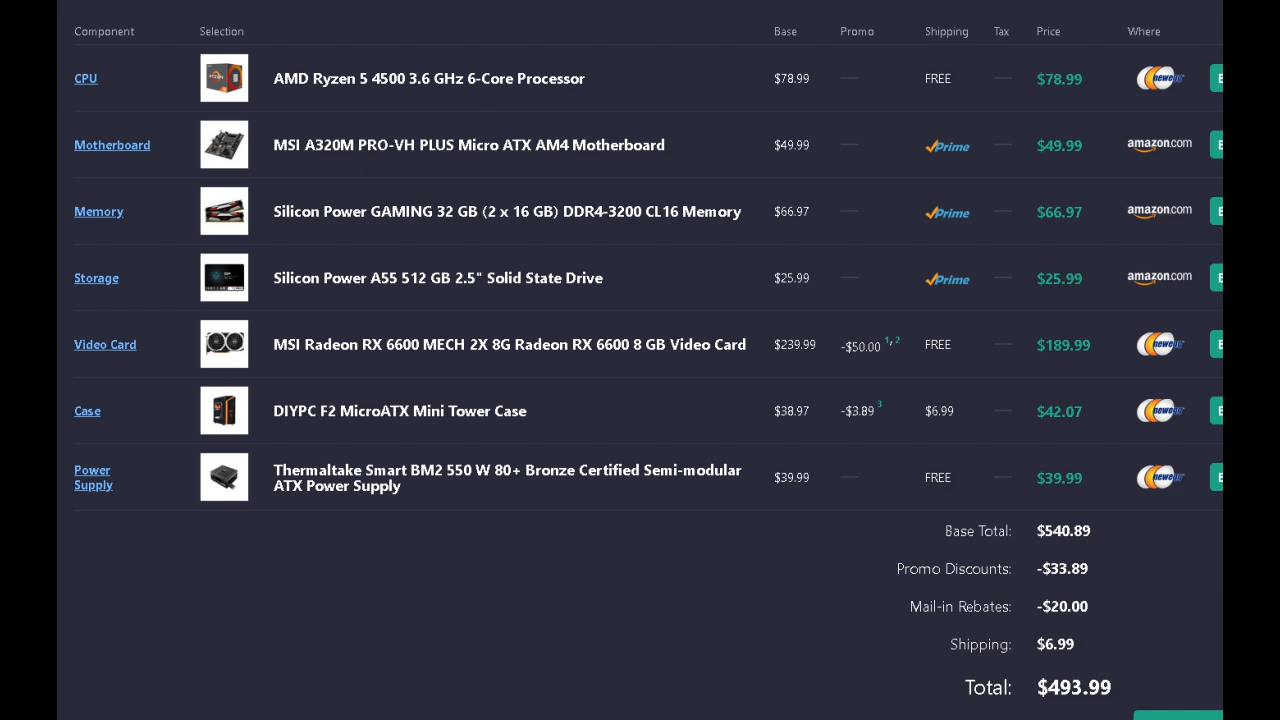 Component Selection Base Promo Shipping Tax Price Where
CPU AMD Ryzen 5 4500 3.6 GHz 6-Core Processor $78.99 — FREE — $78.99 newegg
Motherboard MSI A320M PRO-VH PLUS Micro ATX AM4 Motherboard $49.99 — Prime — $49.99 amazon.com
Memory Silicon Power GAMING 32 GB (2 x 16 GB) DDR4-3200 CL16 Memory $66.97 — Prime — $66.97 amazon.com
Storage Silicon Power A55 512 GB 2.5" Solid State Drive $25.99 — Prime — $25.99 amazon.com
Video Card MSI Radeon RX 6600 MECH 2X 8G Radeon RX 6600 8 GB Video Card $239.99 -$50.00 1,2 FREE — $189.99 newegg
Case DIYPC F2 MicroATX Mini Tower Case $38.97 -$3.89 3 $6.99 — $42.07 newegg
Power Supply Thermaltake Smart BM2 550 W 80+ Bronze Certified Semi-modular
ATX Power Supply $39.99 — FREE — $39.99 newegg
Base Total: $540.89
Promo Discounts: -$33.89
Mail-in Rebates: -$20.00
Shipping: $6.99
Total: $493.99